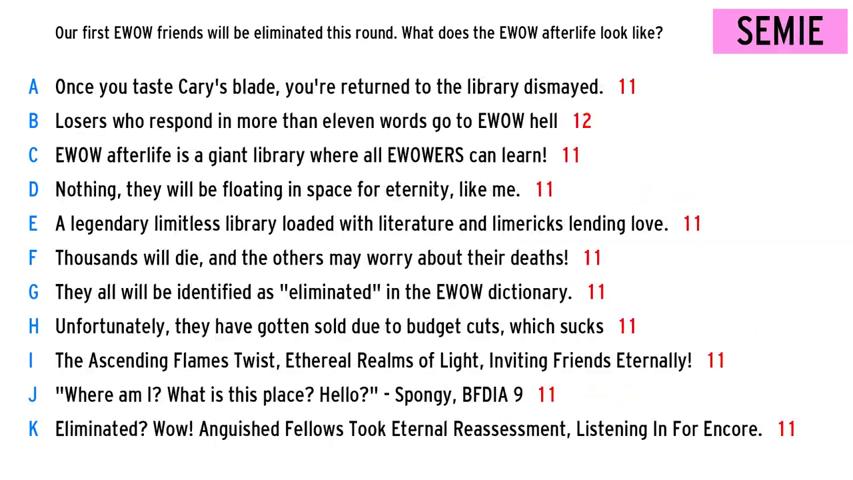 Our first EWOW friends will be eliminated this round. What does the EWOW afterlife look like?
SEMIE
A Once you taste Cary's blade, you're returned to the library dismayed. 11
B Losers who respond in more than eleven words go to EWOW hell 12
C EWOW afterlife is a giant library where all EWOWERS can learn! 11
D Nothing, they will be floating in space for eternity, like me. 11
E A legendary limitless library loaded with literature and limericks lending love. 11
F Thousands will die, and the others may worry about their deaths! 11
G They all will be identified as "eliminated" in the EWOW dictionary. 11
H Unfortunately, they have gotten sold due to budget cuts, which sucks 11
I The Ascending Flames Twist, Ethereal Realms of Light, Inviting Friends Eternally! 11
J "Where am I? What is this place? Hello?" - Spongy, BFDIA 9 11
K Eliminated? Wow! Anguished Fellows Took Eternal Reassessment, Listening In For Encore. 11